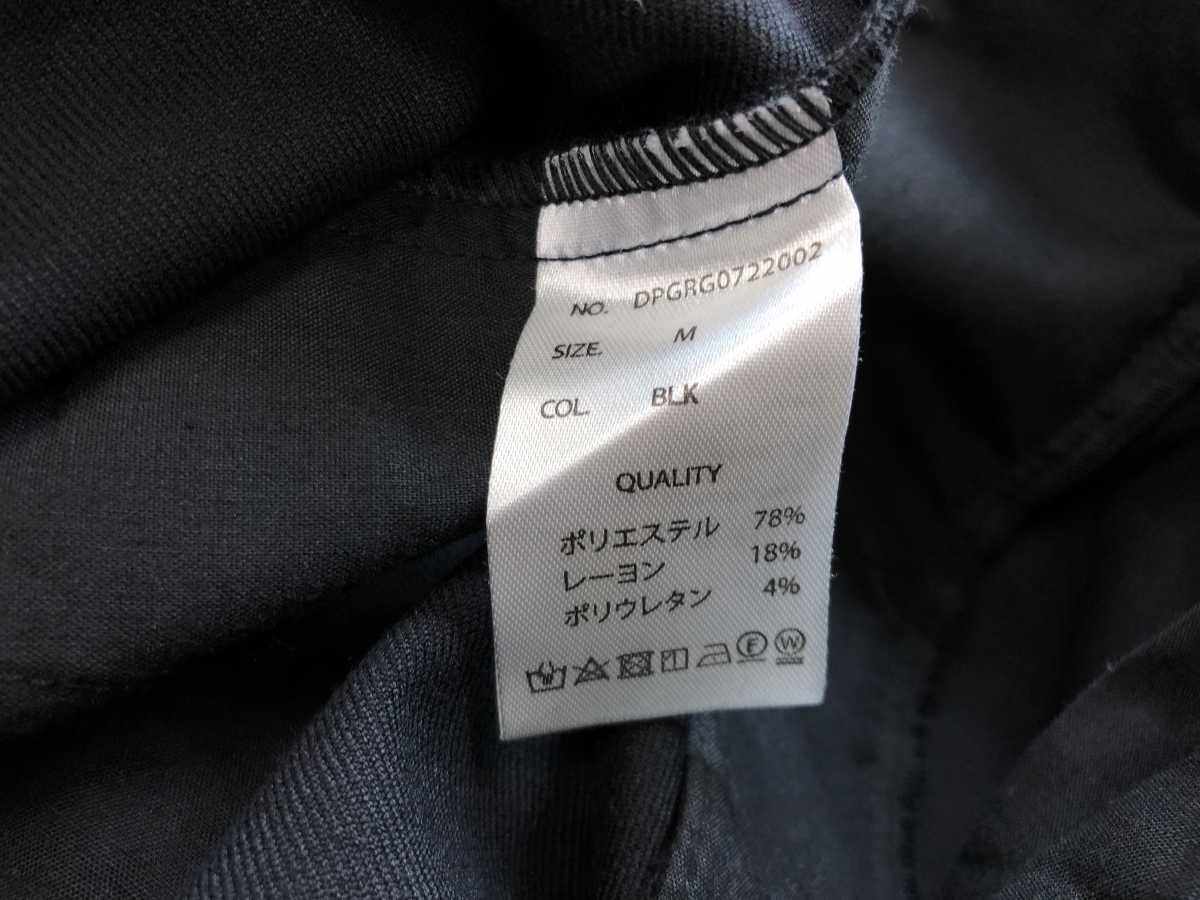 NO. DPGRG0722002
SIZE. M
COL. BLK
QUALITY
ポリエステル 78%
レーヨン 18%
ポリウレタン 4%
F W